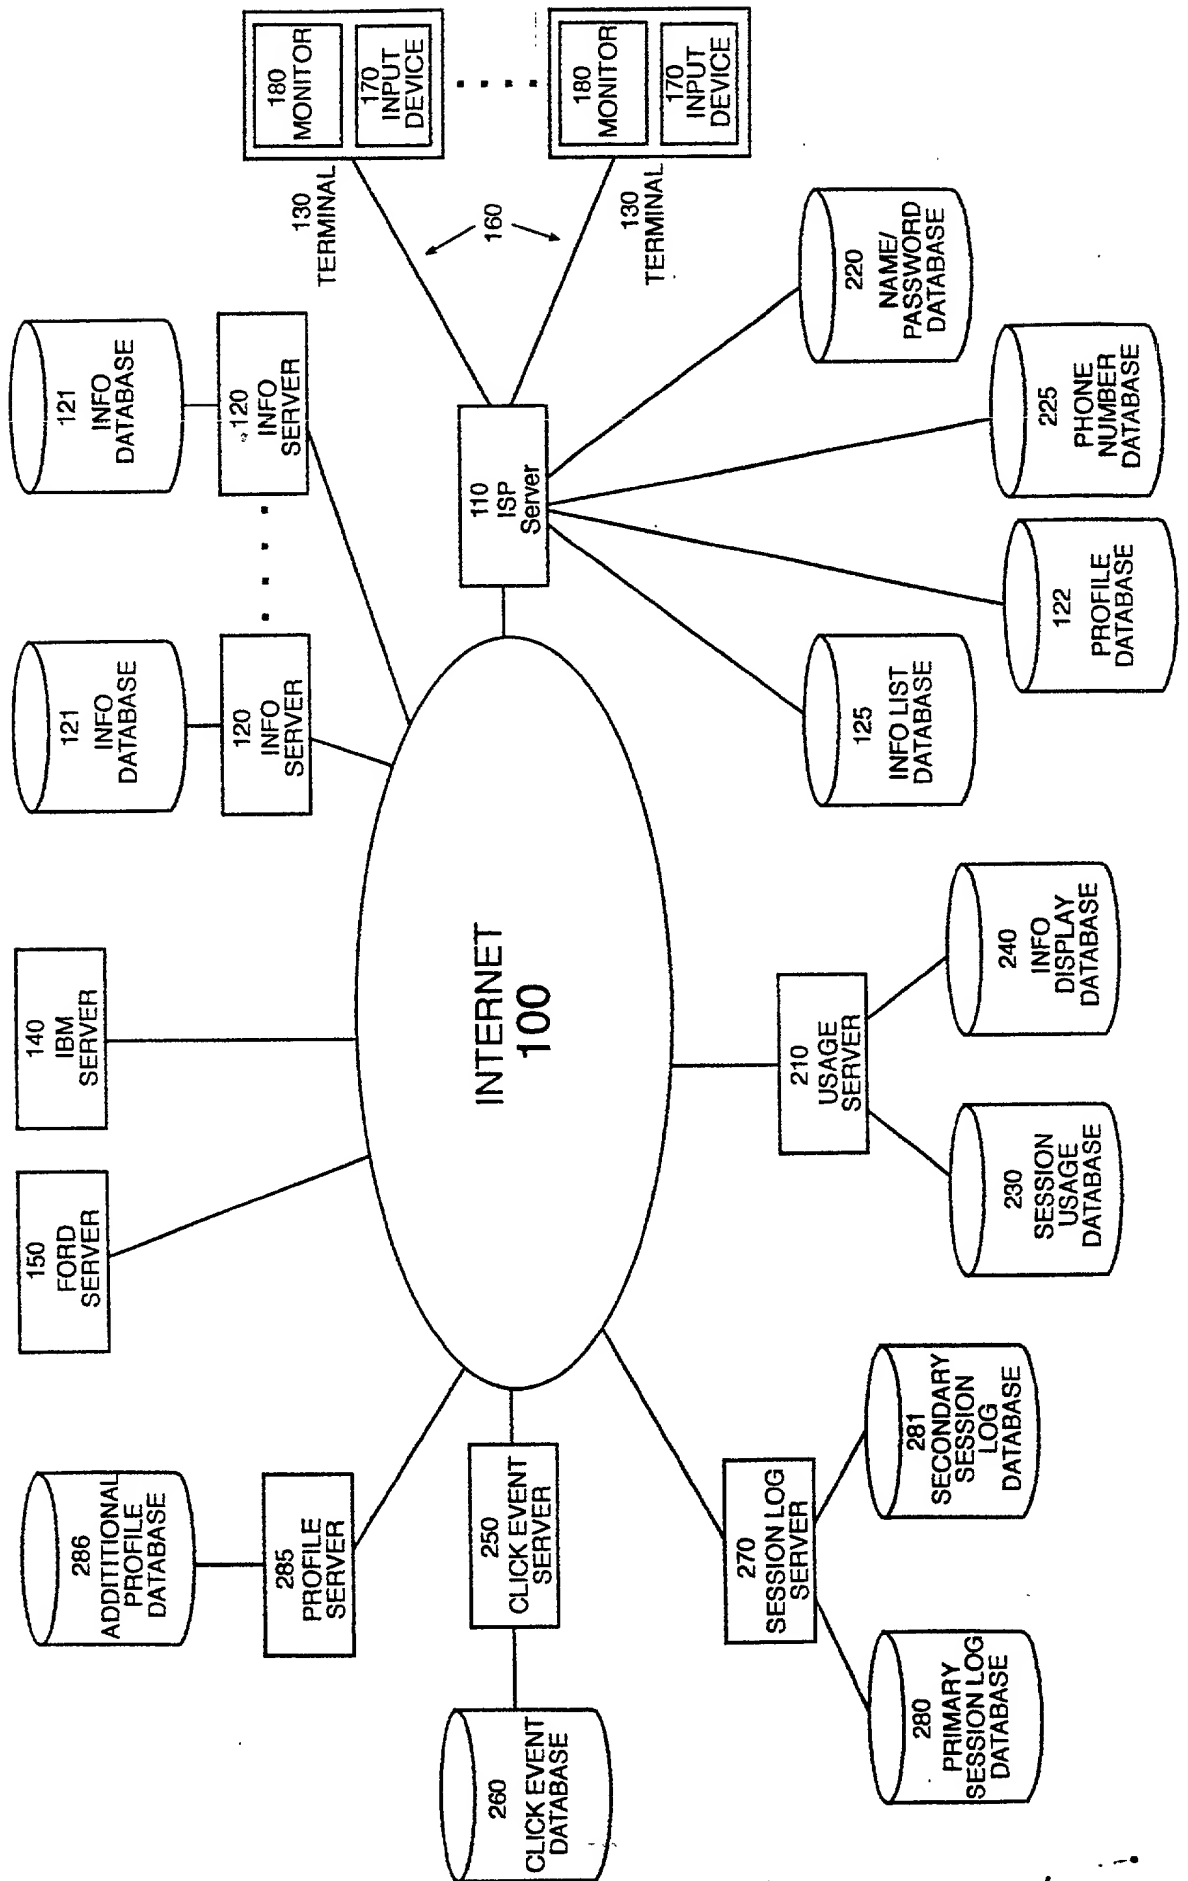 286
ADDITIONAL
PROFILE
DATABASE
285
PROFILE
SERVER
150
FORD
SERVER
140
IBM
SERVER
121
INFO
DATABASE
120
INFO
SERVER
121
INFO
DATABASE
120
INFO
SERVER
180
MONITOR
170
INPUT
DEVICE
130
TERMINAL
160
180
MONITOR
170
INPUT
DEVICE
130
TERMINAL
260
CLICK EVENT
DATABASE
250
CLICK EVENT
SERVER
INTERNET
100
110
ISP
Server
270
SESSION LOG
SERVER
280
PRIMARY
SESSION LOG
DATABASE
281
SECONDARY
SESSION
LOG
DATABASE
210
USAGE
SERVER
230
SESSION
USAGE
DATABASE
240
INFO
DISPLAY
DATABASE
125
INFO LIST
DATABASE
122
PROFILE
DATABASE
225
PHONE
NUMBER
DATABASE
220
NAME/
PASSWORD
DATABASE